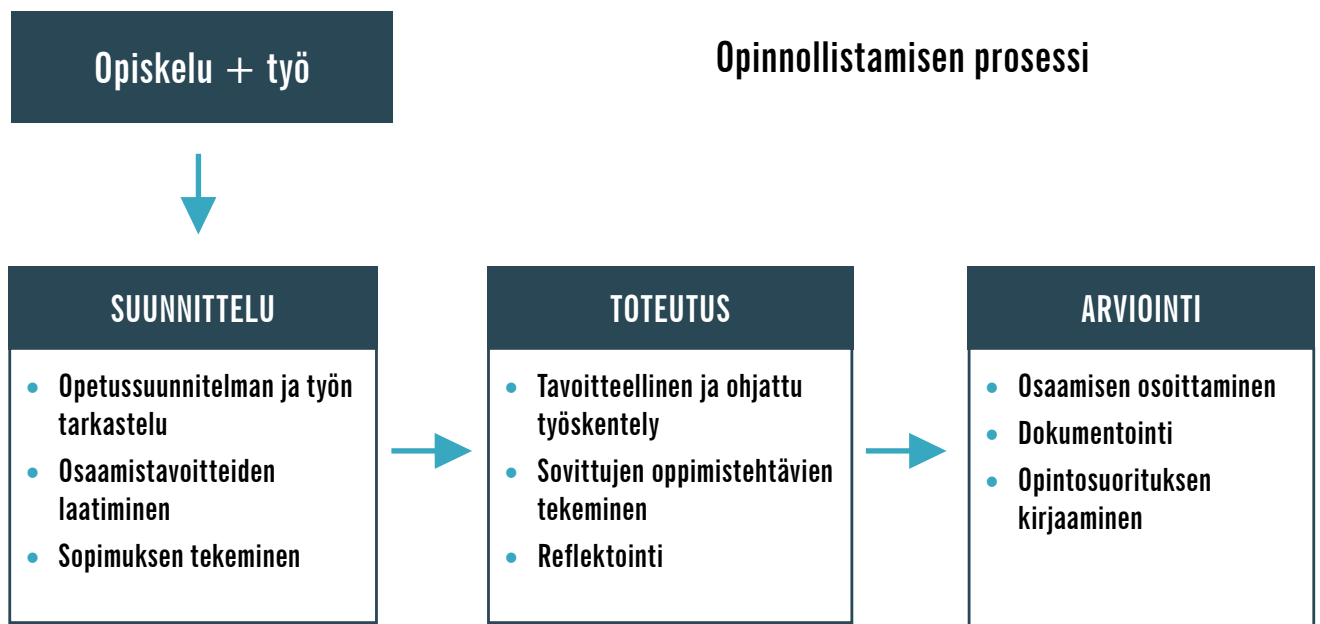 Opiskelu + työ
Opinnollistamisen prosessi
SUUNNITTELU
• Opetussuunnitelman ja työn
tarkastelu
• Osaamistavoitteiden
laatiminen
• Sopimuksen tekeminen
TOTEUTUS
• Tavoitteellinen ja ohjattu
työskentely
• Sovittujen oppimistehtävien
tekeminen
• Reflektointi
ARVIOINTI
• Osaamisen osoittaminen
• Dokumentointi
• Opintosuorituksen
kirjaaminen